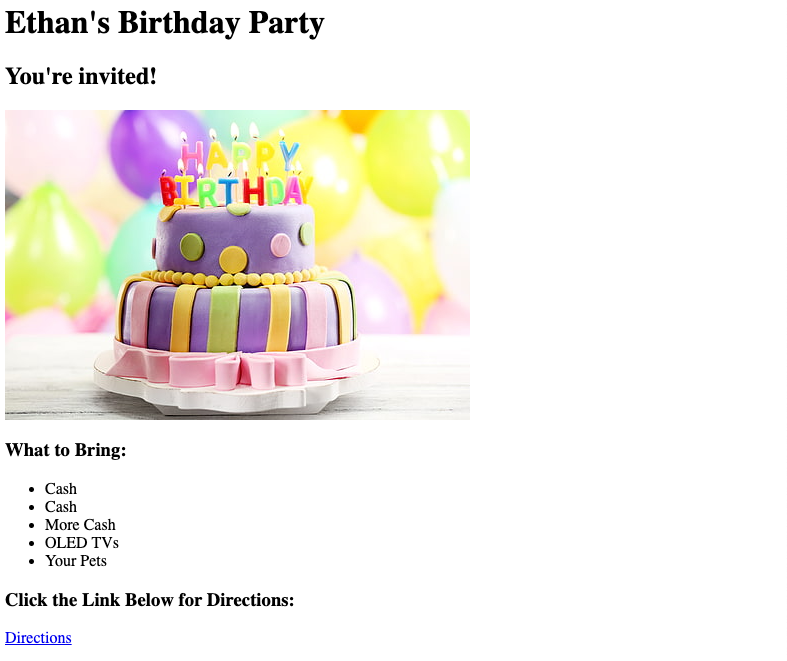 Ethan's Birthday Party
You're invited!
HAPPY
BIRTHDAY
What to Bring:
Cash
Cash
More Cash
OLED TVs
Your Pets
Click the Link Below for Directions:
Directions